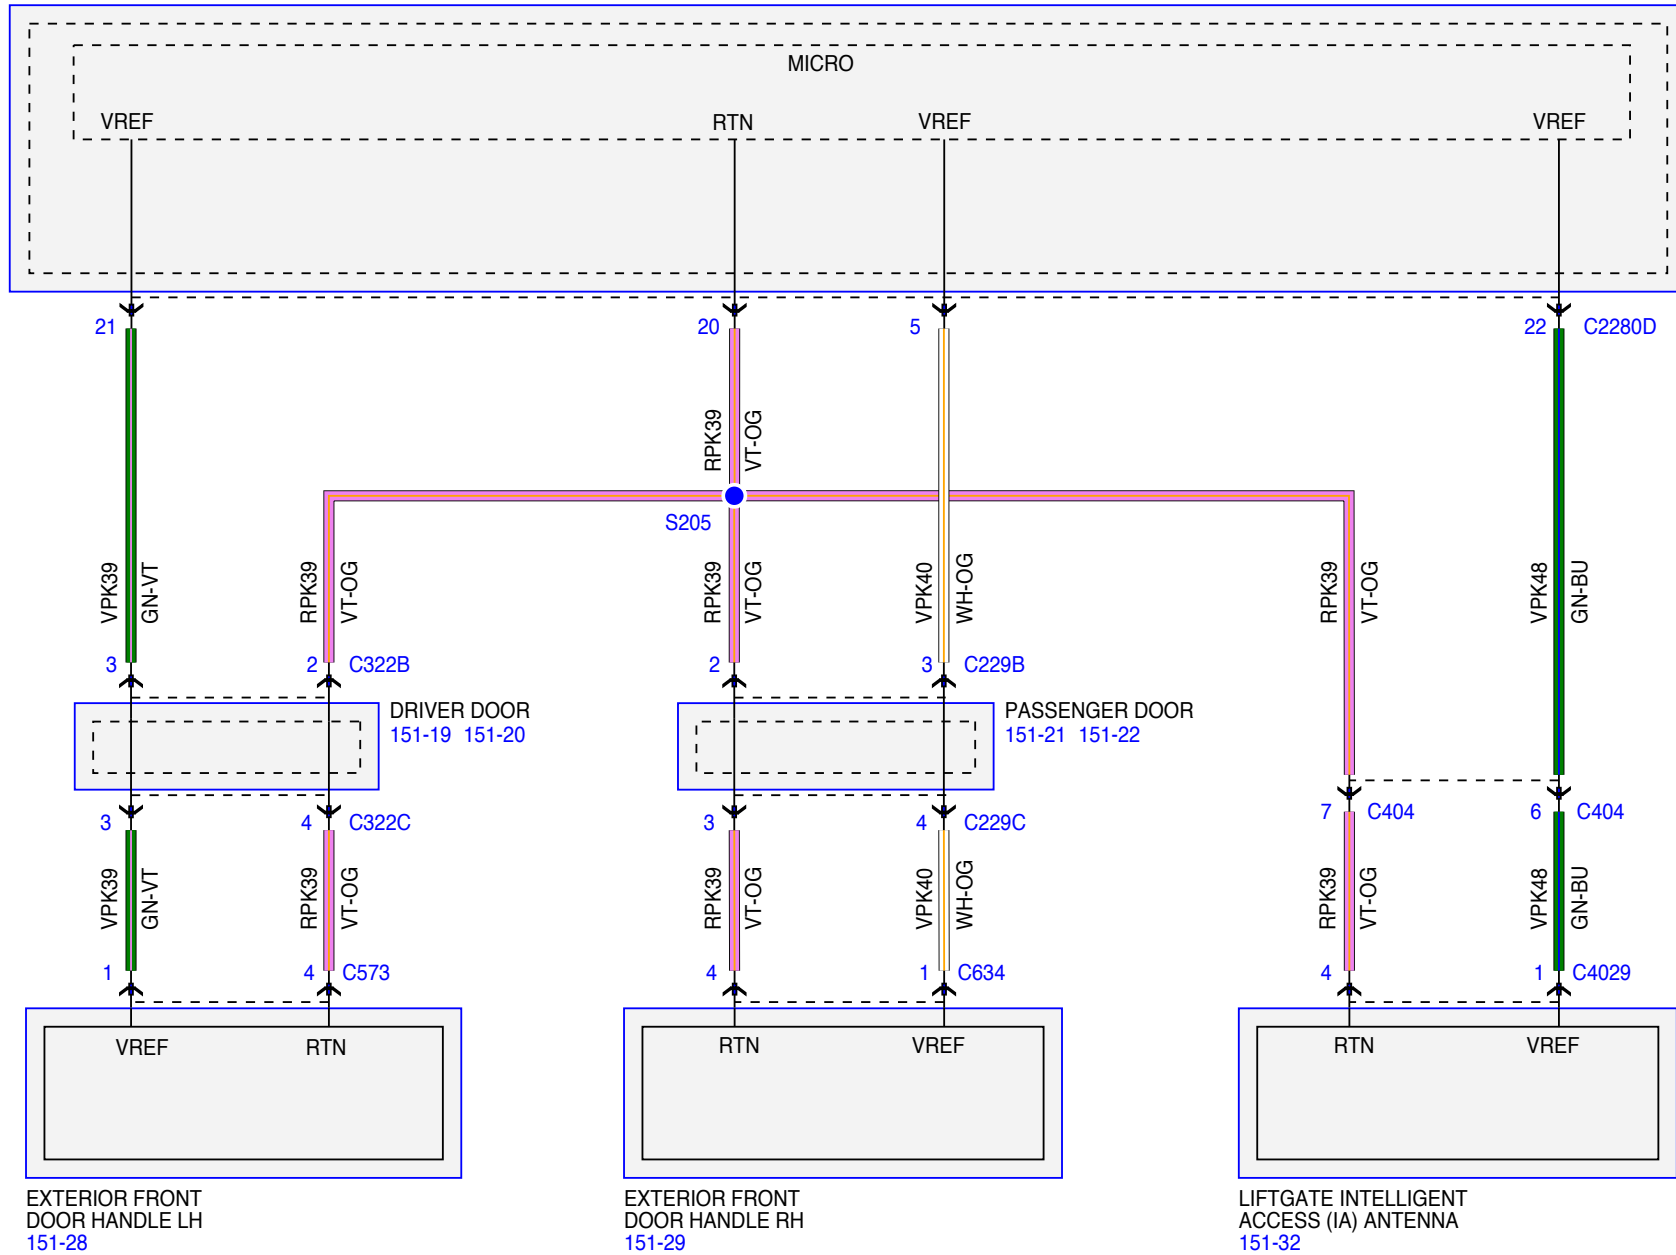 MICRO
VREF RTN VREF VREF
21 20 5 22 C2280D
RPK39 VT-OG
S205
VPK39 GN-VT RPK39 VT-OG RPK39 VT-OG VPK40 WH-OG RPK39 VT-OG VPK48 GN-BU
3 2 C322B 2 3 C229B
DRIVER DOOR
151-19 151-20
PASSENGER DOOR
151-21 151-22
3 4 C322C 3 4 C229C 7 C404 6 C404
VPK39 GN-VT RPK39 VT-OG RPK39 VT-OG VPK40 WH-OG RPK39 VT-OG VPK48 GN-BU
1 4 C573 4 1 C634 4 1 C4029
VREF RTN RTN VREF RTN VREF
EXTERIOR FRONT
DOOR HANDLE LH
151-28
EXTERIOR FRONT
DOOR HANDLE RH
151-29
LIFTGATE INTELLIGENT
ACCESS (IA) ANTENNA
151-32